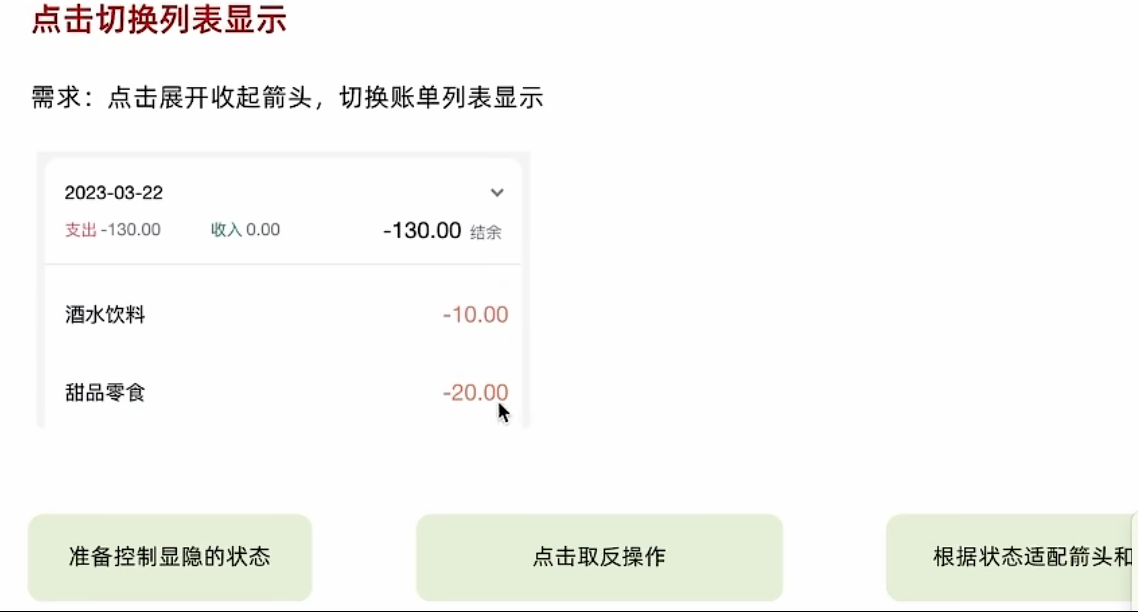 点击切换列表显示
需求：点击展开收起箭头，切换账单列表显示
2023-03-22
支出 -130.00 收入 0.00 -130.00 结余
酒水饮料 -10.00
甜品零食 -20.00
准备控制显隐的状态 点击取反操作 根据状态适配箭头和